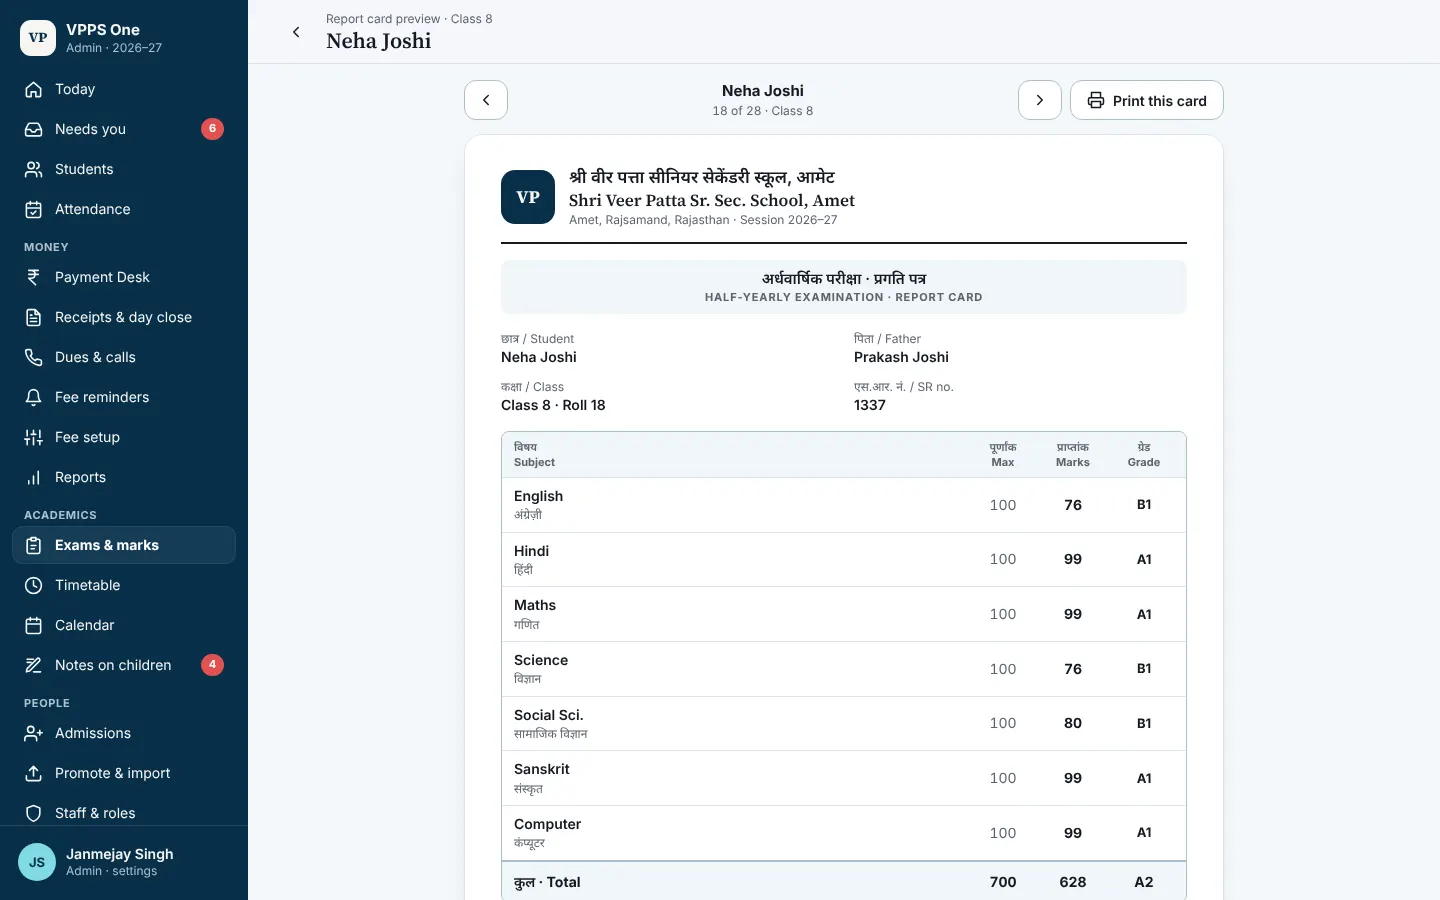 VP
VPPS One
Admin · 2026–27
Today
Needs you 6
Students
Attendance
MONEY
Payment Desk
Receipts & day close
Dues & calls
Fee reminders
Fee setup
Reports
ACADEMICS
Exams & marks
Timetable
Calendar
Notes on children 4
PEOPLE
Admissions
Promote & import
Staff & roles
JS
Janmejay Singh
Admin · settings
Report card preview · Class 8
Neha Joshi
Neha Joshi
18 of 28 · Class 8
Print this card
VP
श्री वीर पत्ता सीनियर सेकेंडरी स्कूल, आमेट
Shri Veer Patta Sr. Sec. School, Amet
Amet, Rajsamand, Rajasthan · Session 2026–27
अर्धवार्षिक परीक्षा · प्रगति पत्र
HALF-YEARLY EXAMINATION · REPORT CARD
छात्र / Student
Neha Joshi
पिता / Father
Prakash Joshi
कक्षा / Class
Class 8 · Roll 18
एस.आर. नं. / SR no.
1337
विषय पूर्णांक प्राप्तांक ग्रेड
Subject Max Marks Grade
English 100 76 B1
अंग्रेज़ी
Hindi 100 99 A1
हिंदी
Maths 100 99 A1
गणित
Science 100 76 B1
विज्ञान
Social Sci. 100 80 B1
सामाजिक विज्ञान
Sanskrit 100 99 A1
संस्कृत
Computer 100 99 A1
कंप्यूटर
कुल · Total 700 628 A2